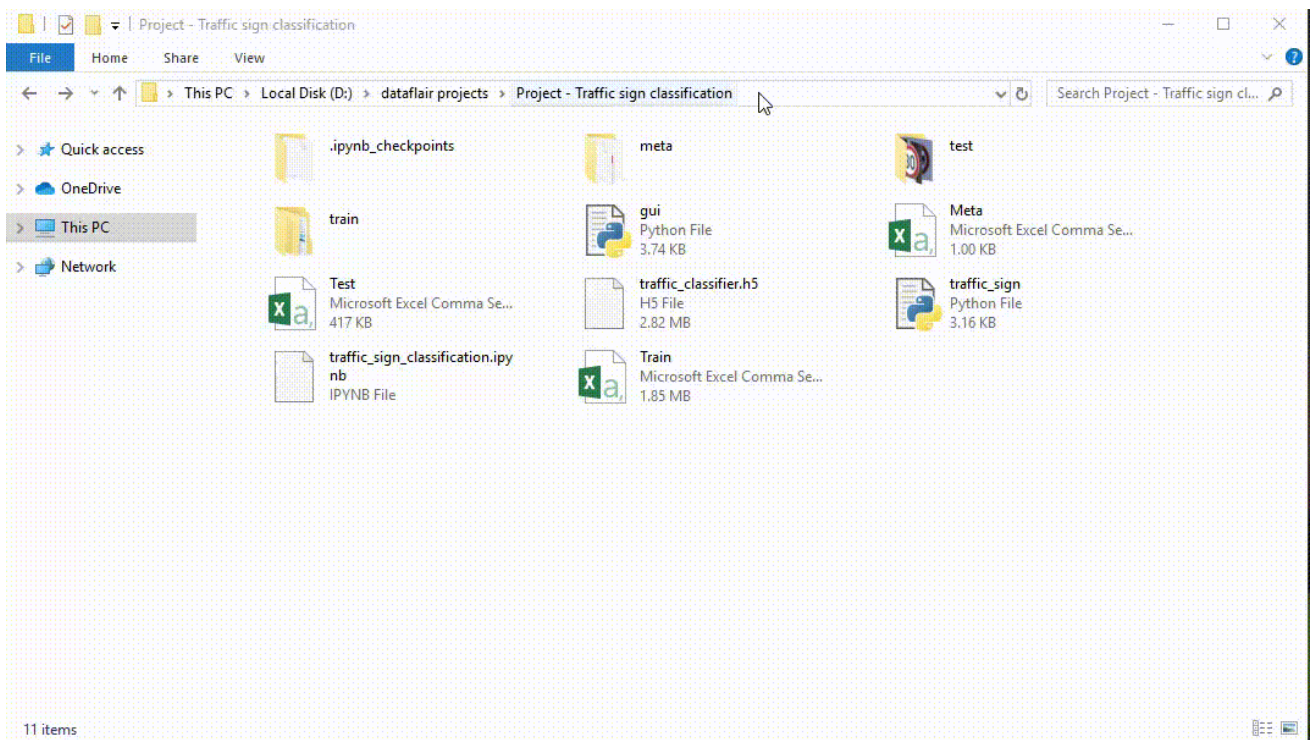 Project - Traffic sign classification
File Home Share View
This PC > Local Disk (D:) > dataflair projects > Project - Traffic sign classification
Search Project - Traffic sign cl...
Quick access
OneDrive
This PC
Network
.ipynb_checkpoints
meta
test
train
gui
Python File
3.74 KB
Meta
Microsoft Excel Comma Se...
1.00 KB
Test
Microsoft Excel Comma Se...
417 KB
traffic_classifier.h5
H5 File
2.82 MB
traffic_sign
Python File
3.16 KB
traffic_sign_classification.ipy
nb
IPYNB File
Train
Microsoft Excel Comma Se...
1.85 MB
11 items